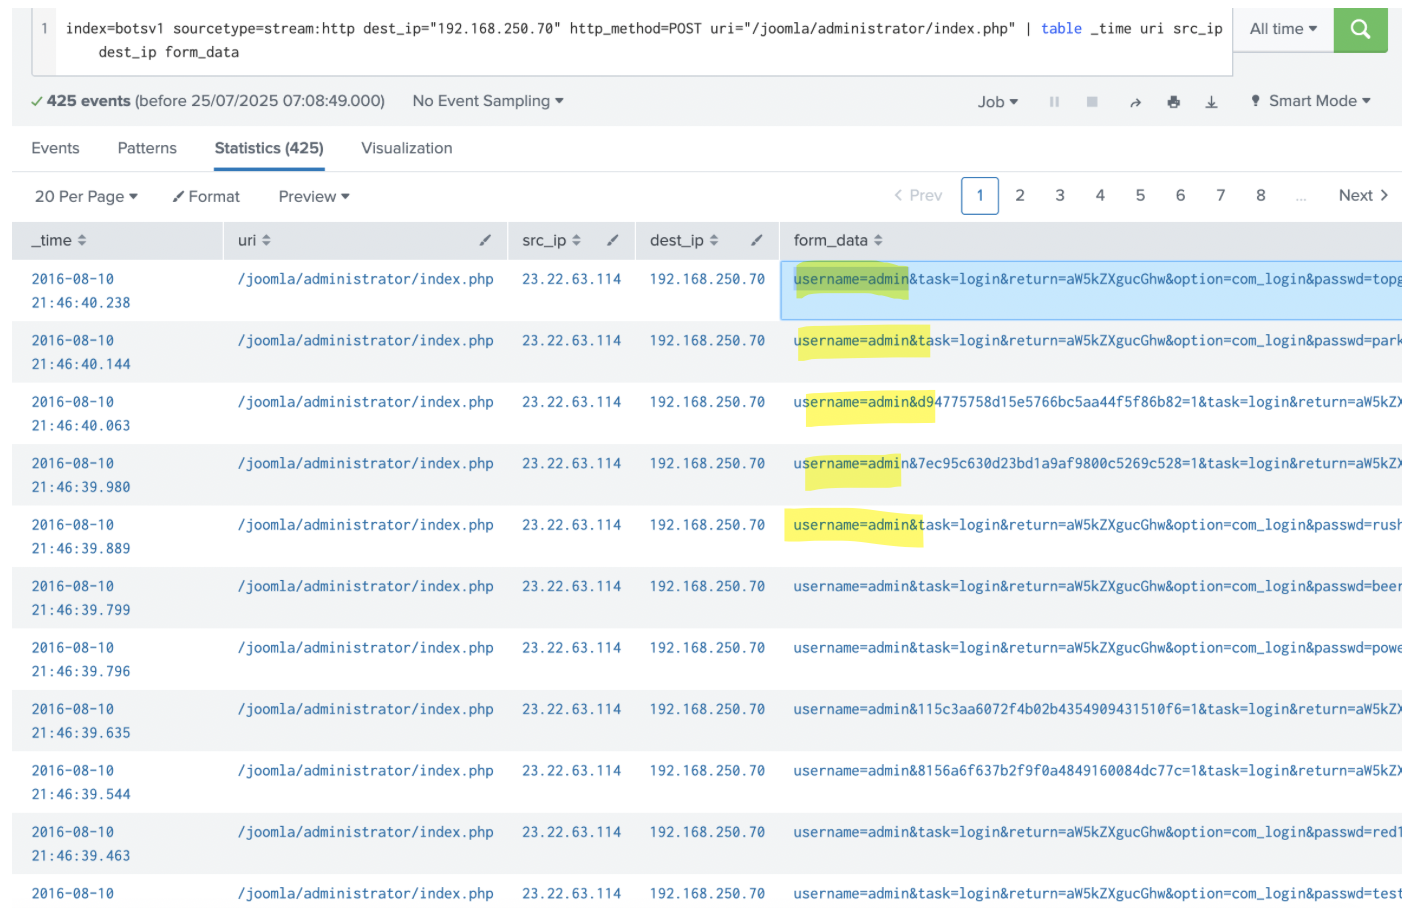 1 index=botsv1 sourcetype=stream:http dest_ip="192.168.250.70" http_method=POST uri="/joomla/administrator/index.php" | table _time uri src_ip
dest_ip form_data
All time
425 events (before 25/07/2025 07:08:49.000) No Event Sampling Job Smart Mode
Events Patterns Statistics (425) Visualization
20 Per Page Format Preview < Prev 1 2 3 4 5 6 7 8 ... Next >
_time uri src_ip dest_ip form_data
2016-08-10 /joomla/administrator/index.php 23.22.63.114 192.168.250.70 username=admin&task=login&return=aW5kZXgucGhw&option=com_login&passwd=topg
21:46:40.238
2016-08-10 /joomla/administrator/index.php 23.22.63.114 192.168.250.70 username=admin&task=login&return=aW5kZXgucGhw&option=com_login&passwd=park
21:46:40.144
2016-08-10 /joomla/administrator/index.php 23.22.63.114 192.168.250.70 username=admin&d94775758d15e5766bc5aa44f5f86b82=1&task=login&return=aW5kZX
21:46:40.063
2016-08-10 /joomla/administrator/index.php 23.22.63.114 192.168.250.70 username=admin&7ec95c630d23bd1a9af9800c5269c528=1&task=login&return=aW5kZX
21:46:39.980
2016-08-10 /joomla/administrator/index.php 23.22.63.114 192.168.250.70 username=admin&task=login&return=aW5kZXgucGhw&option=com_login&passwd=rush
21:46:39.889
2016-08-10 /joomla/administrator/index.php 23.22.63.114 192.168.250.70 username=admin&task=login&return=aW5kZXgucGhw&option=com_login&passwd=beer
21:46:39.799
2016-08-10 /joomla/administrator/index.php 23.22.63.114 192.168.250.70 username=admin&task=login&return=aW5kZXgucGhw&option=com_login&passwd=powe
21:46:39.796
2016-08-10 /joomla/administrator/index.php 23.22.63.114 192.168.250.70 username=admin&115c3aa6072f4b02b4354909431510f6=1&task=login&return=aW5kZX
21:46:39.635
2016-08-10 /joomla/administrator/index.php 23.22.63.114 192.168.250.70 username=admin&8156a6f637b2f9f0a4849160084dc77c=1&task=login&return=aW5kZX
21:46:39.544
2016-08-10 /joomla/administrator/index.php 23.22.63.114 192.168.250.70 username=admin&task=login&return=aW5kZXgucGhw&option=com_login&passwd=red1
21:46:39.463
2016-08-10 /joomla/administrator/index.php 23.22.63.114 192.168.250.70 username=admin&task=login&return=aW5kZXgucGhw&option=com_login&passwd=test